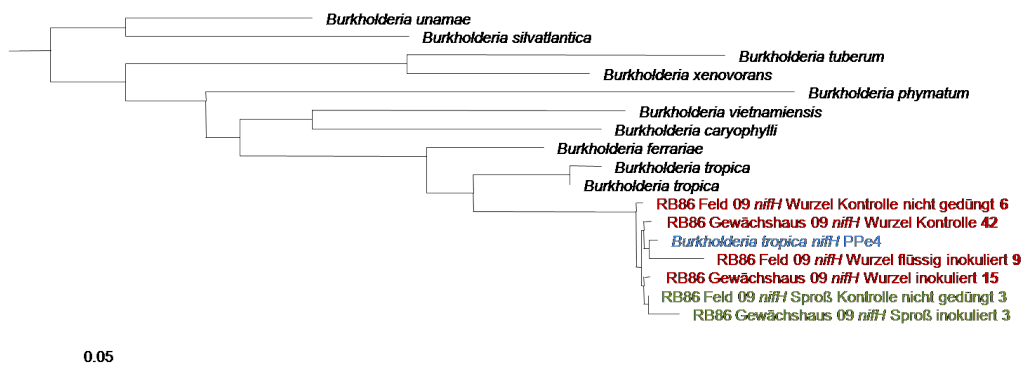 Burkholderia unamae
Burkholderia silvatlantica
Burkholderia tuberum
Burkholderia xenovorans
Burkholderia phymatum
Burkholderia vietnamiensis
Burkholderia caryophylli
Burkholderia ferrariae
Burkholderia tropica
Burkholderia tropica
RB86 Feld 09 nifH Wurzel Kontrolle nicht gedüngt 6
RB86 Gewächshaus 09 nifH Wurzel Kontrolle 42
Burkholderia tropica nifH PPe4
RB86 Feld 09 nifH Wurzel flüssig inokuliert 9
RB86 Gewächshaus 09 nifH Wurzel inokuliert 15
RB86 Feld 09 nifH Sproß Kontrolle nicht gedüngt 3
RB86 Gewächshaus 09 nifH Sproß inokuliert 3
0.05